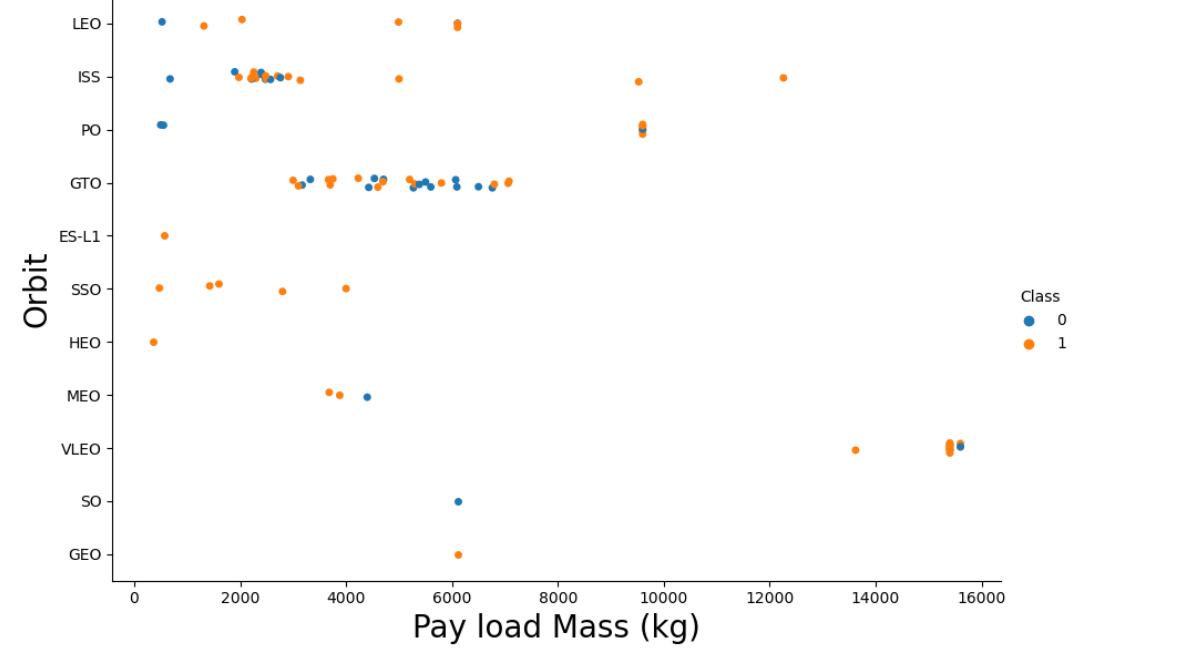 LEO
ISS
PO
GTO
ES-L1
SSO
HEO
MEO
VLEO
SO
GEO
Orbit
0 2000 4000 6000 8000 10000 12000 14000 16000
Pay load Mass (kg)
Class
0
1